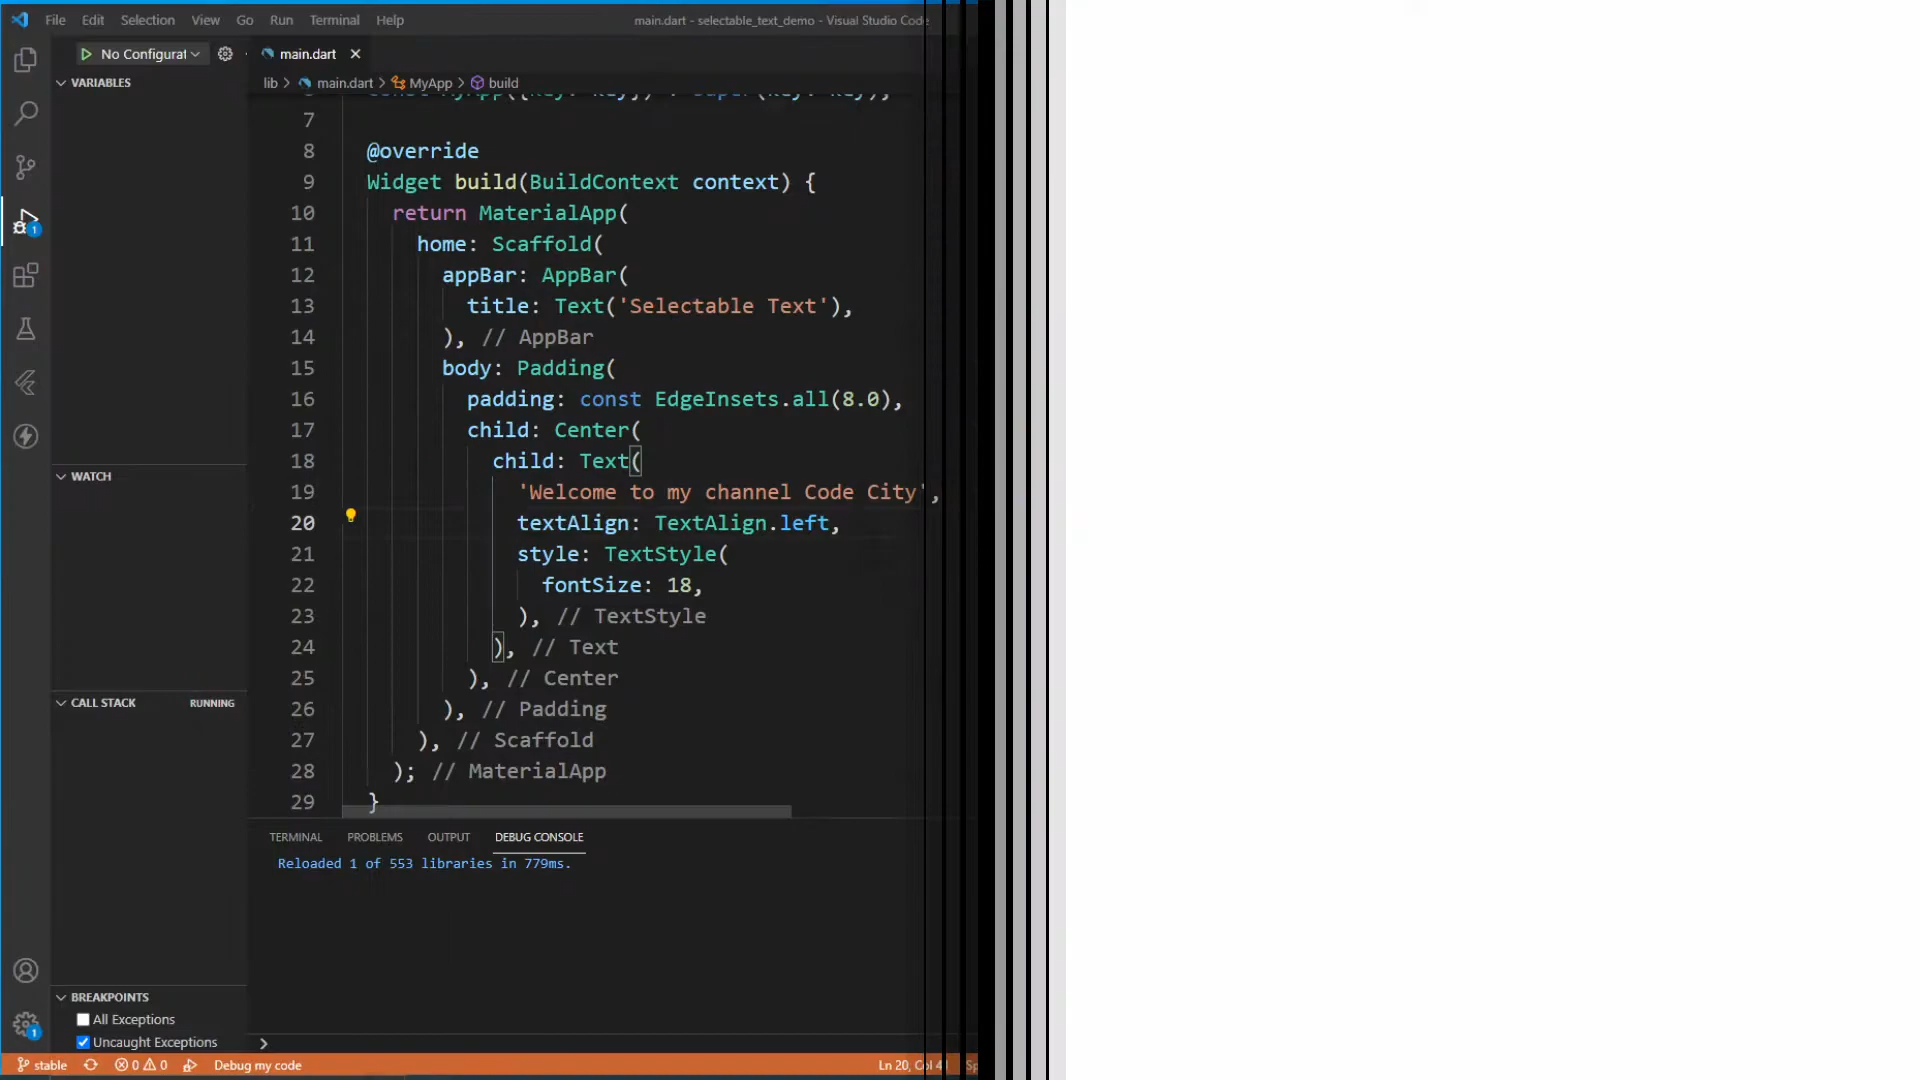 File Edit Selection View Go Run Terminal Help main.dart - selectable_text_demo - Visual Studio Code
No Configurat
main.dart
VARIABLES
lib > main.dart > MyApp > build
7
8 @override
9 Widget build(BuildContext context) {
10 return MaterialApp(
11 home: Scaffold(
12 appBar: AppBar(
13 title: Text('Selectable Text'),
14 ), // AppBar
15 body: Padding(
16 padding: const EdgeInsets.all(8.0),
17 child: Center(
18 child: Text(
19 'Welcome to my channel Code City',
20 textAlign: TextAlign.left,
21 style: TextStyle(
22 fontSize: 18,
23 ), // TextStyle
24 ), // Text
25 ), // Center
26 ), // Padding
27 ), // Scaffold
28 ); // MaterialApp
29 }
WATCH
CALL STACK RUNNING
TERMINAL PROBLEMS OUTPUT DEBUG CONSOLE
Reloaded 1 of 553 libraries in 779ms.
BREAKPOINTS
All Exceptions
Uncaught Exceptions
1
1
stable 0 0 Debug my code Ln 20, Col